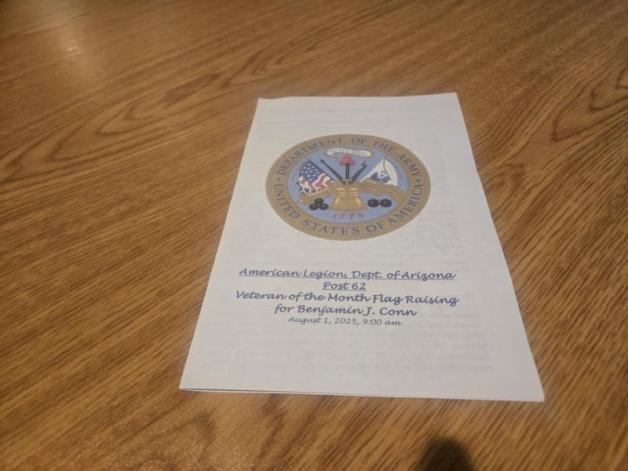 DEPARTMENT OF THE ARMY
UNITED STATES OF AMERICA
1775
American Legion, Dept. of Arizona
Post 62
Veteran of the Month Flag Raising
for Benjamin J. Conn
August 1, 2025, 9:00 am